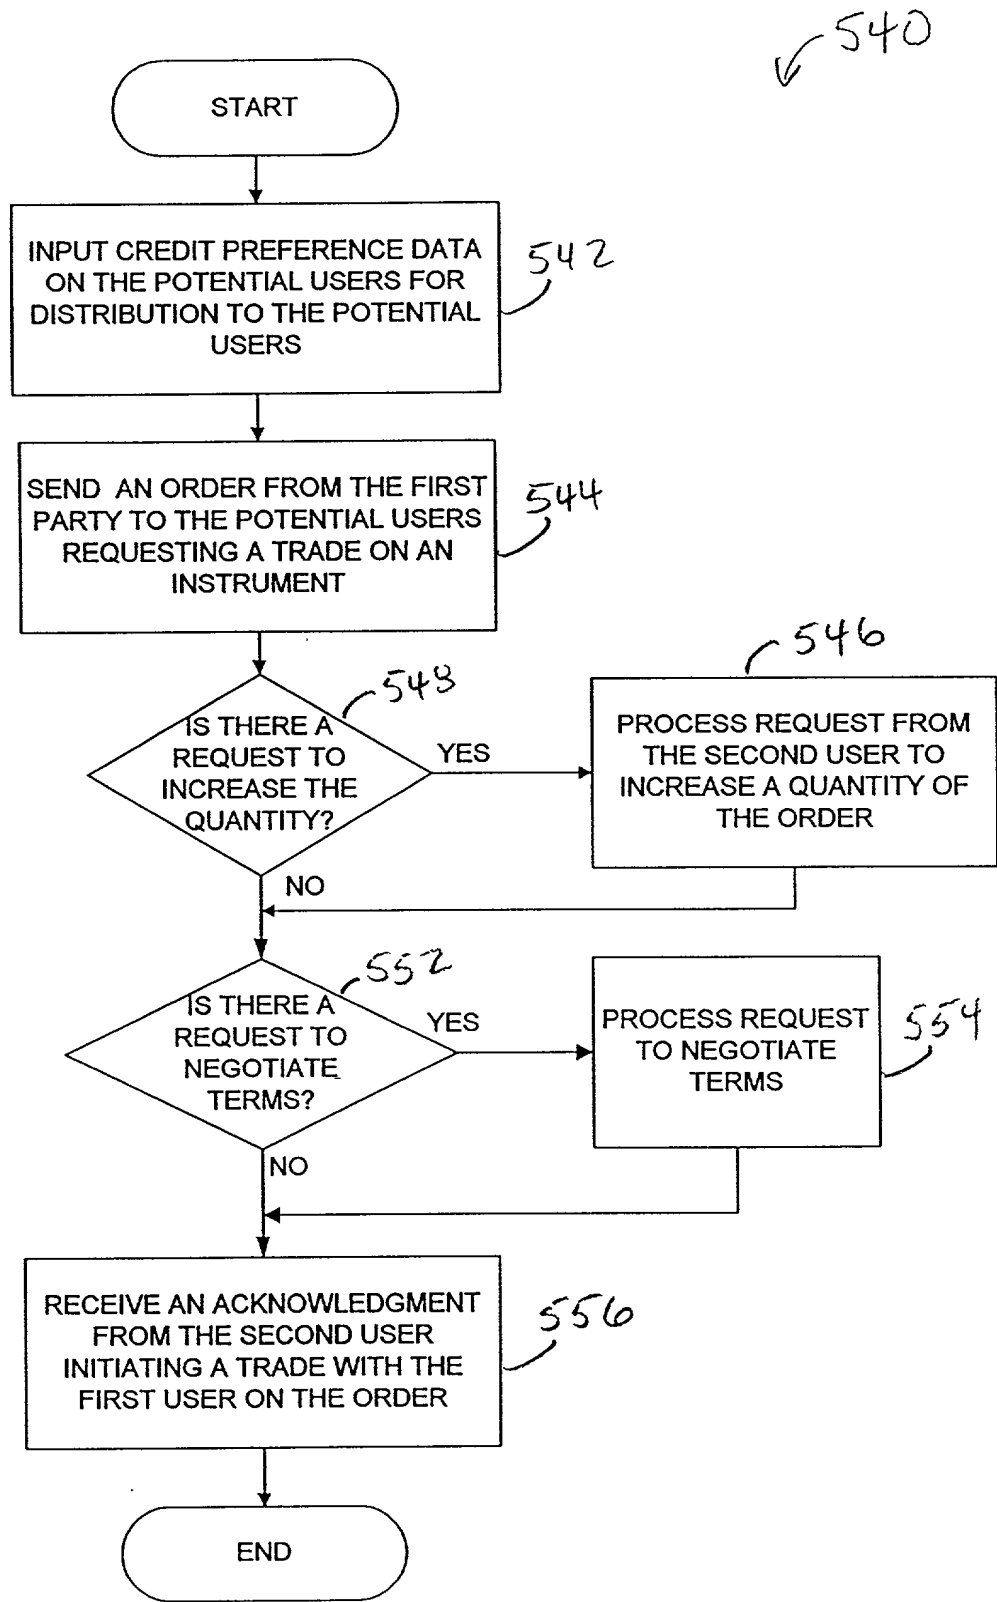 540
START
INPUT CREDIT PREFERENCE DATA
ON THE POTENTIAL USERS FOR
DISTRIBUTION TO THE POTENTIAL
USERS
542
SEND AN ORDER FROM THE FIRST
PARTY TO THE POTENTIAL USERS
REQUESTING A TRADE ON AN
INSTRUMENT
544
IS THERE A
REQUEST TO
INCREASE THE
QUANTITY?
548
YES
PROCESS REQUEST FROM
THE SECOND USER TO
INCREASE A QUANTITY OF
THE ORDER
546
NO
IS THERE A
REQUEST TO
NEGOTIATE
TERMS?
552
YES
PROCESS REQUEST
TO NEGOTIATE
TERMS
554
NO
RECEIVE AN ACKNOWLEDGMENT
FROM THE SECOND USER
INITIATING A TRADE WITH THE
FIRST USER ON THE ORDER
556
END